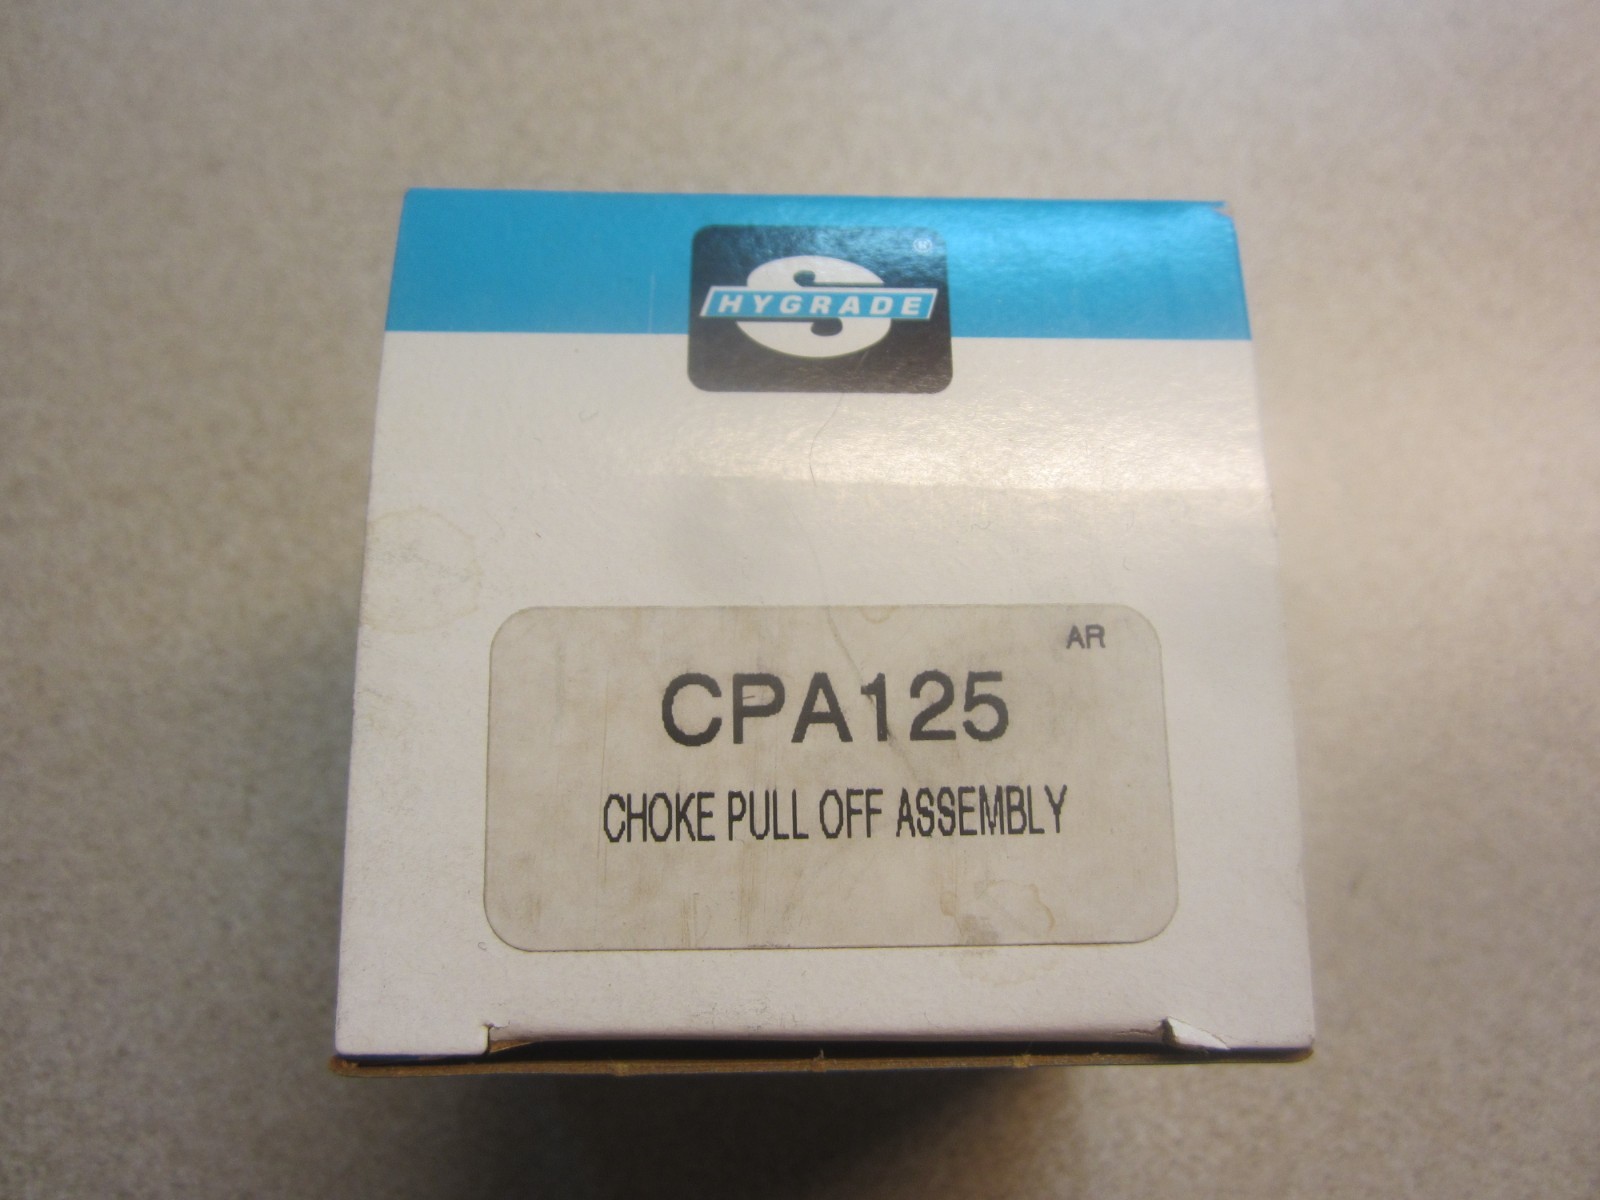 ®
HYGRADE
AR
CPA125
CHOKE PULL OFF ASSEMBLY